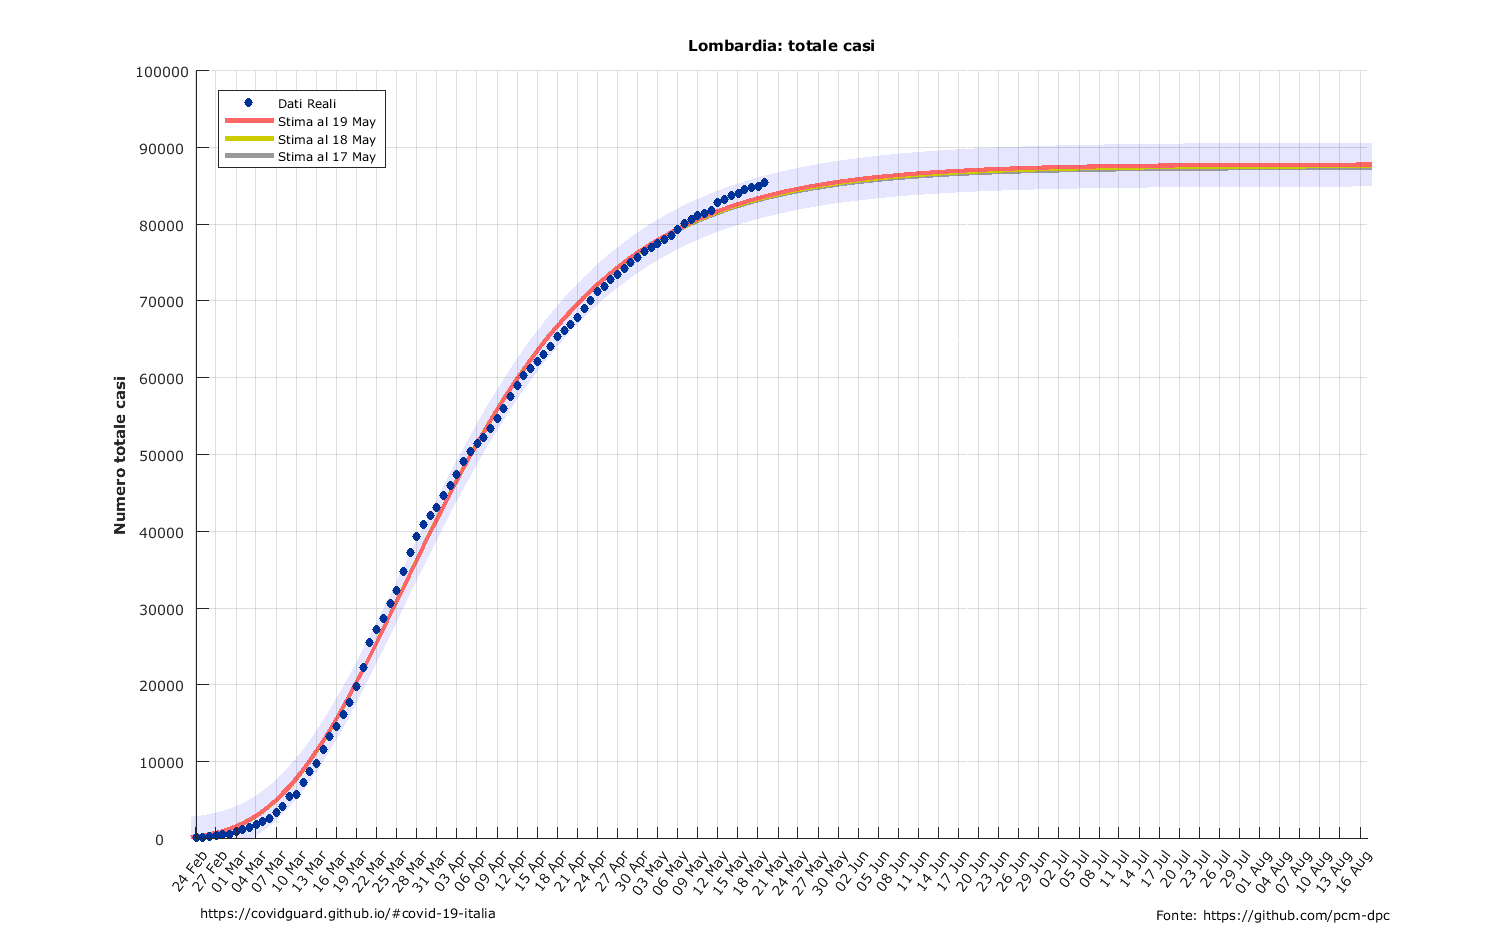 Lombardia: totale casi
100000
90000
80000
70000
60000
50000
40000
30000
20000
10000
0
Numero totale casi
Dati Reali
Stima al 19 May
Stima al 18 May
Stima al 17 May
24 Feb
27 Feb
01 Mar
04 Mar
07 Mar
10 Mar
13 Mar
16 Mar
19 Mar
22 Mar
25 Mar
28 Mar
31 Mar
03 Apr
06 Apr
09 Apr
12 Apr
15 Apr
18 Apr
21 Apr
24 Apr
27 Apr
30 Apr
03 May
06 May
09 May
12 May
15 May
18 May
21 May
24 May
27 May
30 May
02 Jun
05 Jun
08 Jun
11 Jun
14 Jun
17 Jun
20 Jun
23 Jun
26 Jun
29 Jun
02 Jul
05 Jul
08 Jul
11 Jul
14 Jul
17 Jul
20 Jul
23 Jul
26 Jul
29 Jul
01 Aug
04 Aug
07 Aug
10 Aug
13 Aug
16 Aug
https://covidguard.github.io/#covid-19-italia
Fonte: https://github.com/pcm-dpc